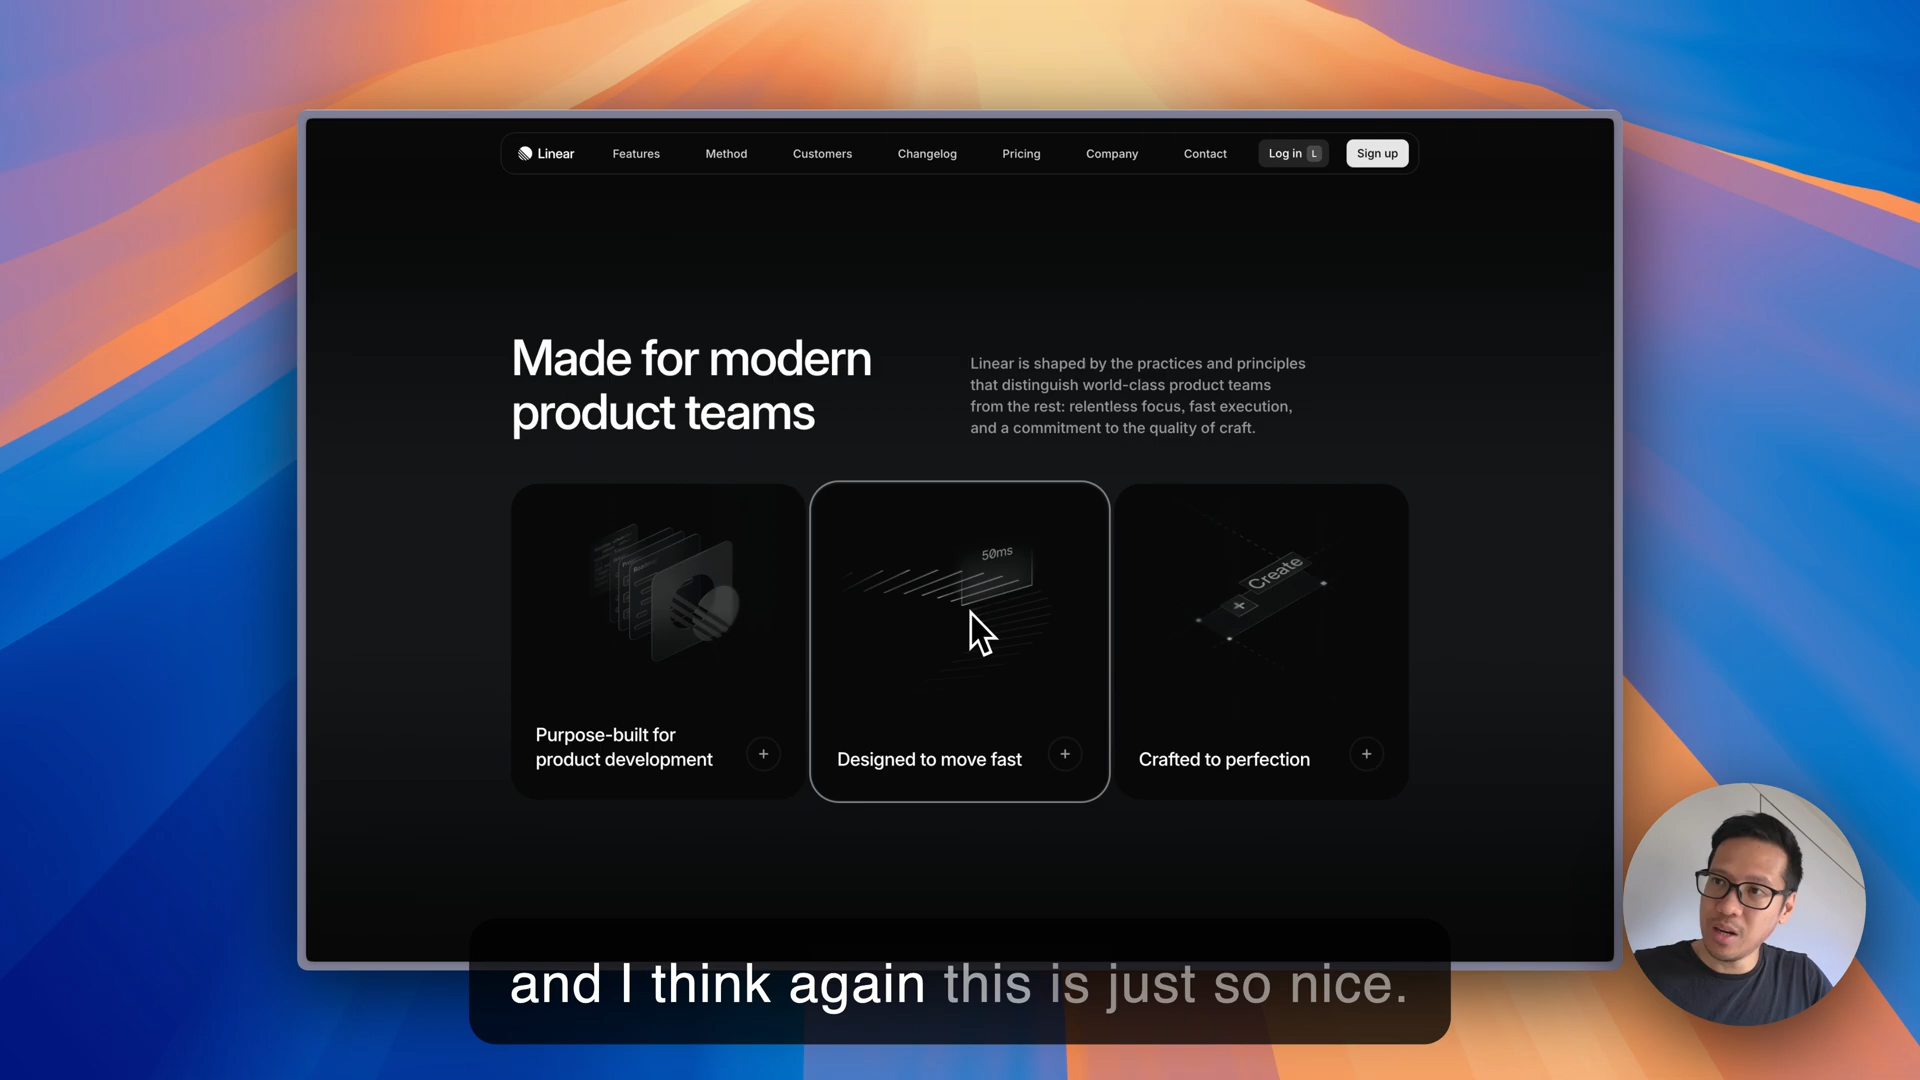 Linear Features Method Customers Changelog Pricing Company Contact Log in L Sign up
Made for modern
product teams
Linear is shaped by the practices and principles
that distinguish world-class product teams
from the rest: relentless focus, fast execution,
and a commitment to the quality of craft.
50ms
Create
Purpose-built for
product development
Designed to move fast
Crafted to perfection
and I think again this is just so nice.